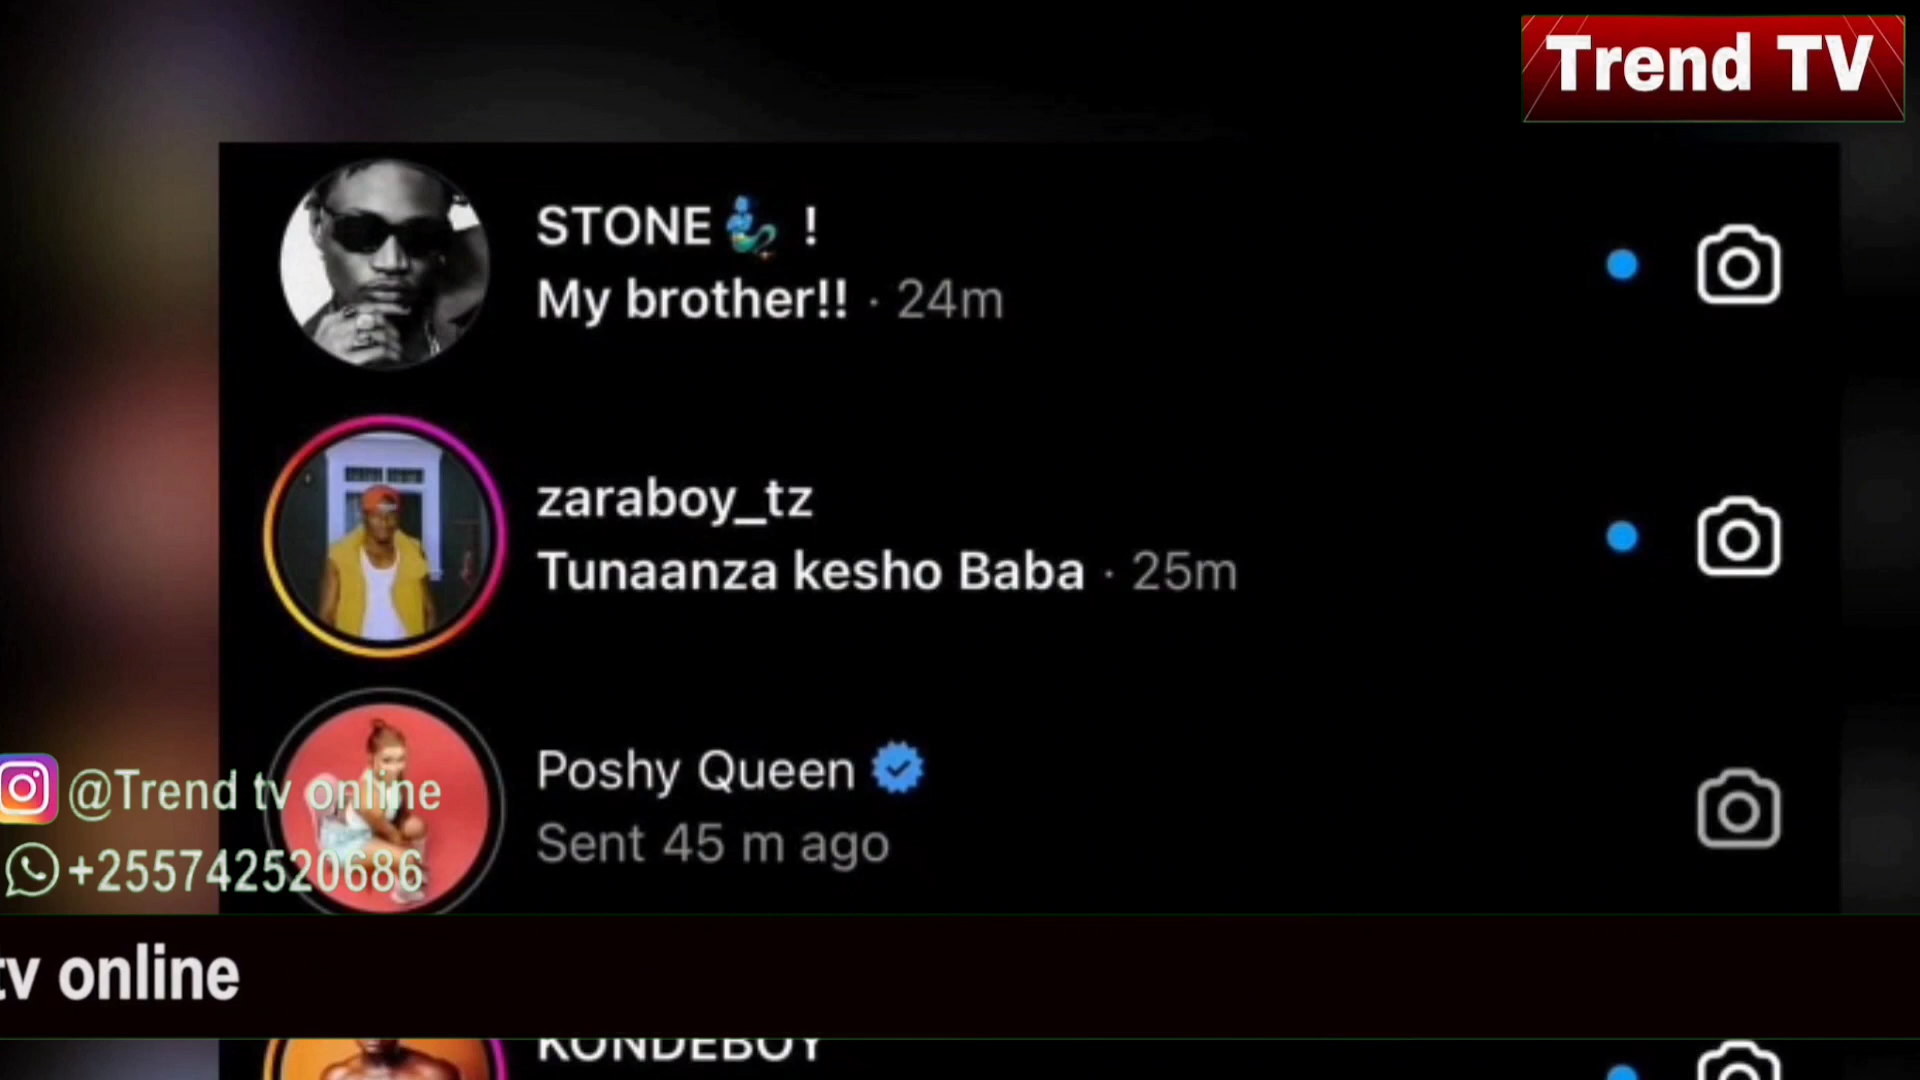 Trend TV
STONE🧞‍♂️ !
My brother!! · 24m
zaraboy_tz
Tunaanza kesho Baba · 25m
Poshy Queen
Sent 45 m ago
@Trend tv online
+255742520686
tv online
KONDEBOY